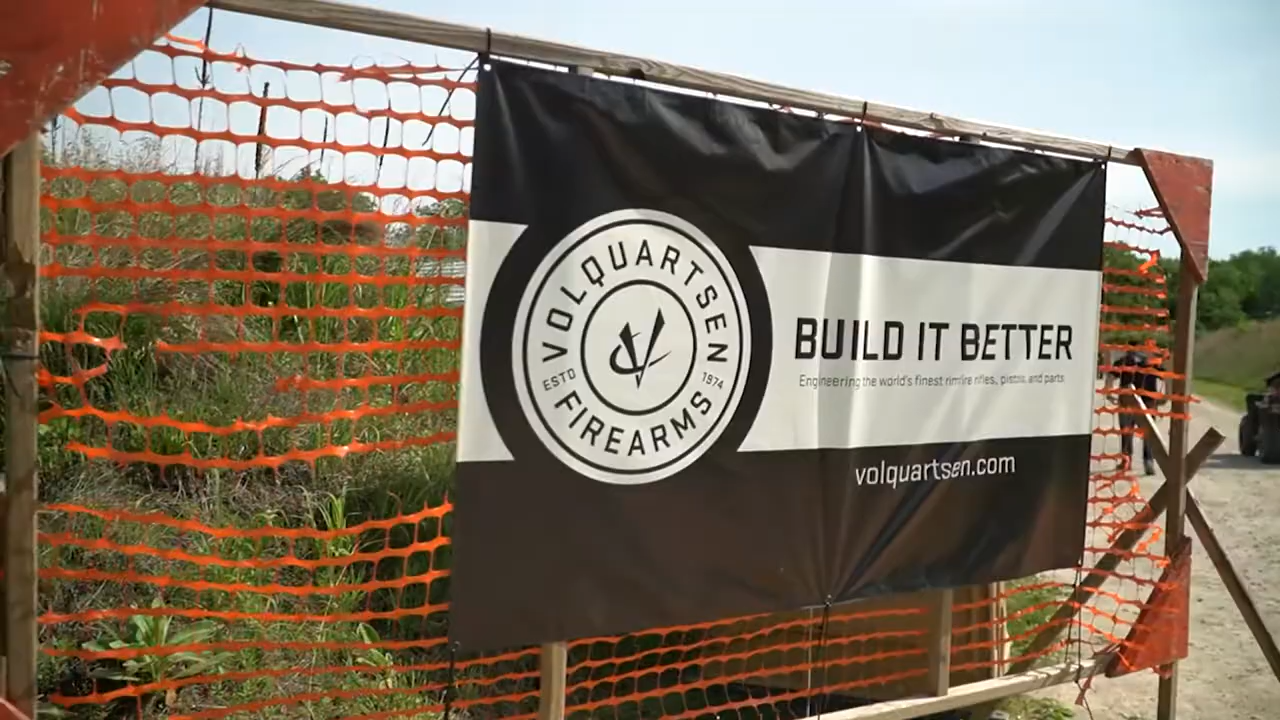 VOLQUARTSEN
ESTD 1974
FIREARMS
BUILD IT BETTER
Engineering the world's finest rimfire rifles, pistols, and parts
volquartsen.com